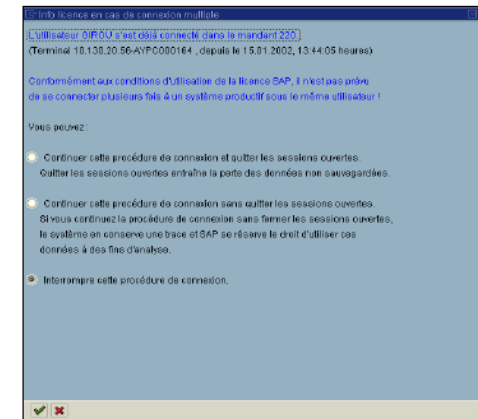 Info licence en cas de connexion multiple
L'utilisateur GIROU s'est déjà connecté dans le mandant 220.
(Terminal 10.130.20.56-AYPC000164 , depuis le 15.01.2002, 13:44:05 heures)
Conformément aux conditions d'utilisation de la licence SAP, il n'est pas prévu
de se connecter plusieurs fois à un système productif sous le même utilisateur !
Vous pouvez :
Continuer cette procédure de connexion et quitter les sessions ouvertes.
Quitter les sessions ouvertes entraîne la perte des données non sauvegardées.
Continuer cette procédure de connexion sans quitter les sessions ouvertes.
Si vous continuez la procédure de connexion sans fermer les sessions ouvertes,
le système en conserve une trace et SAP se réserve le droit d'utiliser ces
données à des fins d'analyse.
Interrompre cette procédure de connexion.